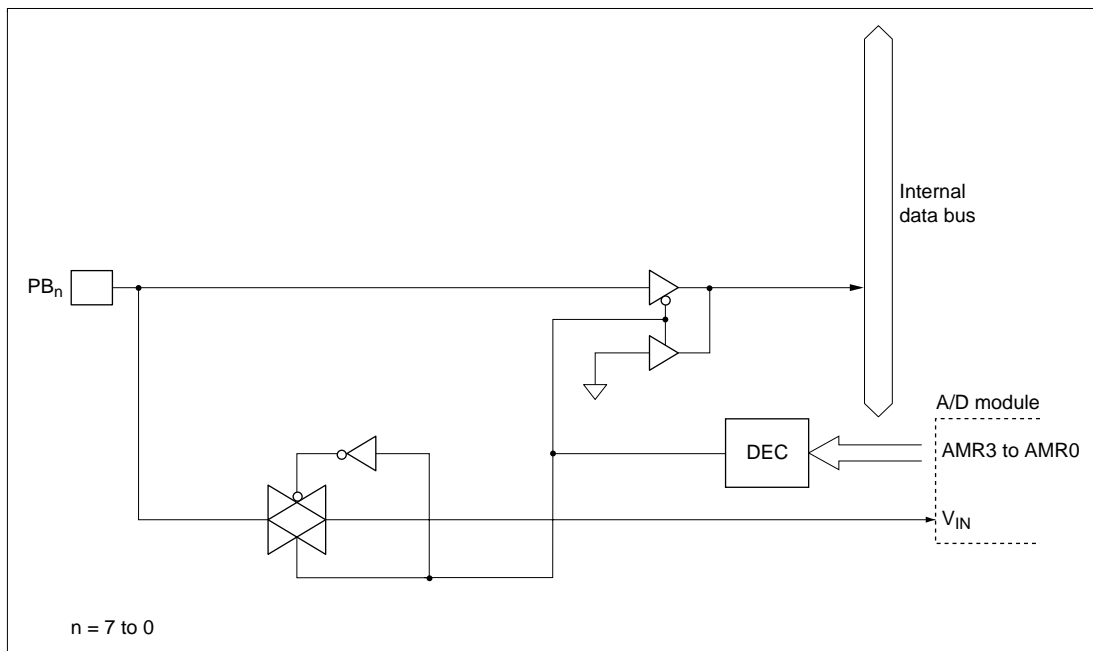 Internal
data bus
PBn
A/D module
DEC
AMR3 to AMR0
VIN
n = 7 to 0